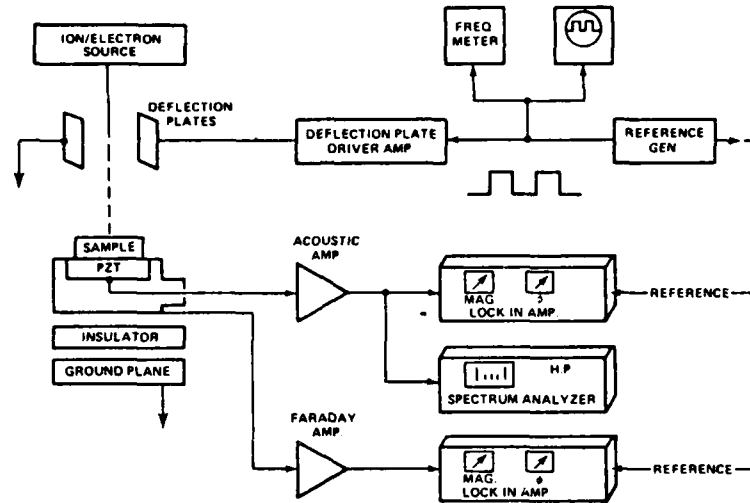 ION/ELECTRON
SOURCE
FREQ
METER
DEFLECTION
PLATES
DEFLECTION PLATE
DRIVER AMP
REFERENCE
GEN
SAMPLE
PZT
ACOUSTIC
AMP
MAG
LOCK IN AMP.
REFERENCE
INSULATOR
GROUND PLANE
H.P
SPECTRUM ANALYZER
FARADAY
AMP.
MAG.
ϕ
LOCK IN AMP
REFERENCE